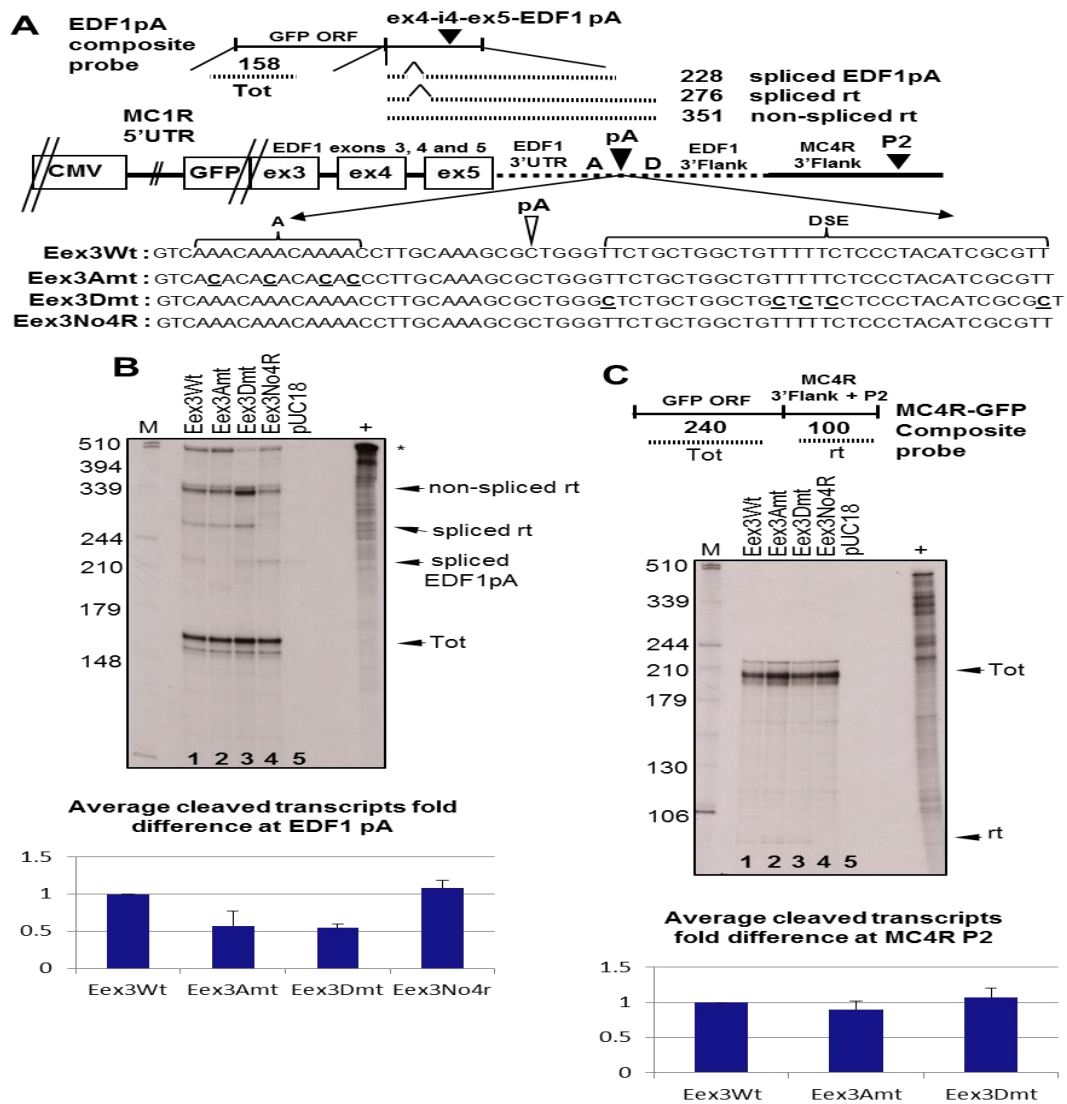 A
EDF1pA composite probe
GFP ORF
ex4-i4-ex5-EDF1 pA
158
Tot
228 spliced EDF1pA
276 spliced rt
351 non-spliced rt
MC1R 5'UTR
CMV
GFP
EDF1 exons 3, 4 and 5
ex3
ex4
ex5
EDF1 3'UTR
A
pA
D
EDF1 3'Flank
MC4R 3'Flank
P2
A
pA
DSE
Eex3Wt : GTCAAACAAACAAAACCTTGCAAAGCGCTGGGTTCTGCTGGCTGTTTTTCTCCCTACATCGCGTT
Eex3Amt : GTCACACACACACACCCTTGCAAAGCGCTGGGTTCTGCTGGCTGTTTTTCTCCCTACATCGCGTT
Eex3Dmt : GTCAAACAAACAAAACCTTGCAAAGCGCTGGGCTCTGCTGGCTGCTCTCCTCCCTACATCGCGCT
Eex3No4R : GTCAAACAAACAAAACCTTGCAAAGCGCTGGGTTCTGCTGGCTGTTTTTCTCCCTACATCGCGTT
B
M
Eex3Wt
Eex3Amt
Eex3Dmt
Eex3No4R
pUC18
+
510
394
339
244
210
179
148
*
non-spliced rt
spliced rt
spliced EDF1pA
Tot
1 2 3 4 5
Average cleaved transcripts fold
difference at EDF1 pA
1.5
1
0.5
0
Eex3Wt Eex3Amt Eex3Dmt Eex3No4r
C
GFP ORF
MC4R 3'Flank + P2
MC4R-GFP Composite probe
240
Tot
100
rt
M
Eex3Wt
Eex3Amt
Eex3Dmt
Eex3No4R
pUC18
+
510
339
244
210
179
130
106
Tot
rt
1 2 3 4 5
Average cleaved transcripts
fold difference at MC4R P2
1.5
1
0.5
0
Eex3Wt Eex3Amt Eex3Dmt